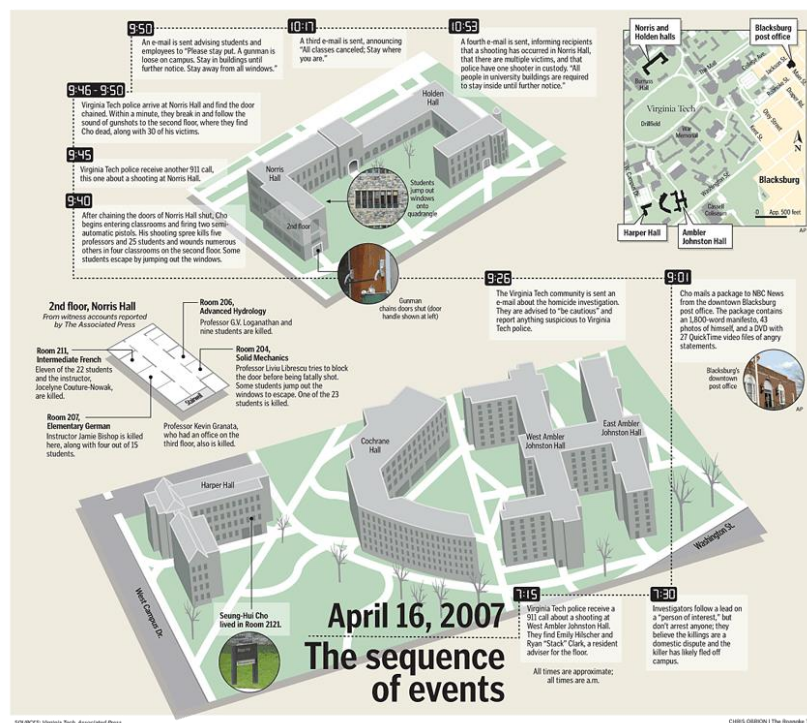 9:50
An e-mail is sent advising students and
employees to "Please stay put. A gunman is
loose on campus. Stay in buildings until
further notice. Stay away from all windows."
10:17
A third e-mail is sent, announcing
"All classes canceled; Stay where
you are."
10:53
A fourth e-mail is sent, informing recipients
that a shooting has occurred in Norris Hall,
that there are multiple victims, and that
police have one shooter in custody. "All
people in university buildings are required
to stay inside until further notice."
Norris and
Holden halls
Blacksburg
post office
Burruss
Hall
The Mall
College Ave.
Jackson St.
Main St.
Draper
Roanoke St.
Otey Street
Virginia Tech
Drillfield
War
Memorial
Kent St.
Washington St.
W. Campus Dr.
Cassell
Coliseum
Blacksburg
N
0 App. 500 feet
Harper Hall
Ambler
Johnston Hall
AP
9:46 - 9:50
Virginia Tech police arrive at Norris Hall and find the door
chained. Within a minute, they break in and follow the
sound of gunshots to the second floor, where they find
Cho dead, along with 30 of his victims.
9:45
Virginia Tech police receive another 911 call,
this one about a shooting at Norris Hall.
9:40
After chaining the doors of Norris Hall shut, Cho
begins entering classrooms and firing two semi-
automatic pistols. His shooting spree kills five
professors and 25 students and wounds numerous
others in four classrooms on the second floor. Some
students escape by jumping out the windows.
Holden
Hall
Norris
Hall
2nd floor
Students
jump out
windows
onto
quadrangle
Gunman
chains doors shut (door
handle shown at left)
9:26
The Virginia Tech community is sent an
e-mail about the homicide investigation.
They are advised to "be cautious" and
report anything suspicious to Virginia
Tech police.
9:01
Cho mails a package to NBC News
from the downtown Blacksburg
post office. The package contains
an 1,800-word manifesto, 43
photos of himself, and a DVD with
27 QuickTime video files of angry
statements.
Blacksburg's
downtown
post office
AP
2nd floor, Norris Hall
From witness accounts reported
by The Associated Press
Room 206,
Advanced Hydrology
Professor G.V. Loganathan and
nine students are killed.
Room 211,
Intermediate French
Eleven of the 22 students
and the instructor,
Jocelyne Couture-Nowak,
are killed.
Room 204,
Solid Mechanics
Professor Liviu Librescu tries to block
the door before being fatally shot.
Some students jump out the
windows to escape. One of the 23
students is killed.
Room 207,
Elementary German
Instructor Jamie Bishop is killed
here, along with four out of 15
students.
Stairwell
Professor Kevin Granata,
who had an office on the
third floor, also is killed.
Harper Hall
Cochrane
Hall
West Ambler
Johnston Hall
East Ambler
Johnston Hall
Washington St.
West Campus Dr.
Seung-Hui Cho
lived in Room 2121.
April 16, 2007
The sequence
of events
7:15
Virginia Tech police receive a
911 call about a shooting at
West Ambler Johnston Hall.
They find Emily Hilscher and
Ryan "Stack" Clark, a resident
adviser for the floor.
All times are approximate;
all times are a.m.
7:30
Investigators follow a lead on
a "person of interest," but
don't arrest anyone; they
believe the killings are a
domestic dispute and the
killer has likely fled off
campus.
SOURCES: Virginia Tech, Associated Press
CHRIS OBRION | The Roanoke